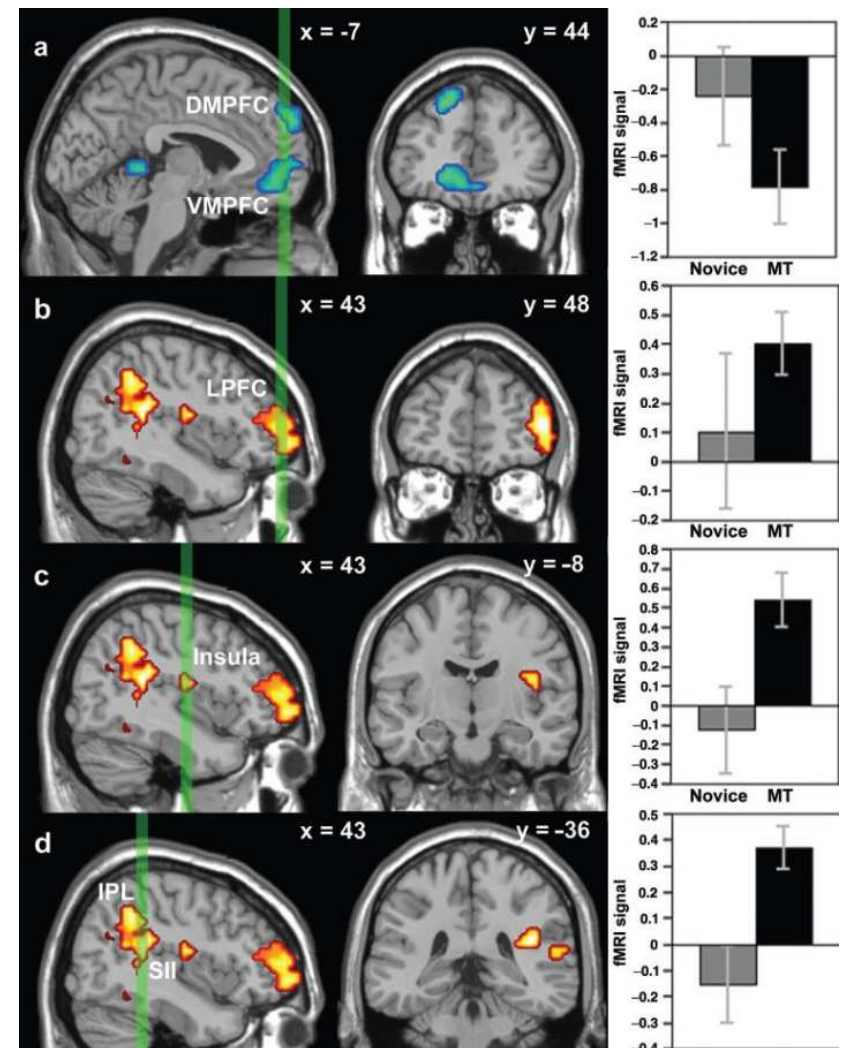 a
x = -7
y = 44
DMPFC
VMPFC
fMRI signal
0.2
0
−0.2
−0.4
−0.6
−0.8
−1
−1.2
Novice MT
b
x = 43
y = 48
LPFC
fMRI signal
0.6
0.5
0.4
0.3
0.2
0.1
0
−0.1
−0.2
Novice MT
c
x = 43
y = -8
Insula
fMRI signal
0.8
0.7
0.6
0.5
0.4
0.3
0.2
0.1
0
−0.1
−0.2
−0.3
−0.4
Novice MT
d
x = 43
y = -36
IPL
SII
fMRI signal
0.5
0.4
0.3
0.2
0.1
0
−0.1
−0.2
−0.3